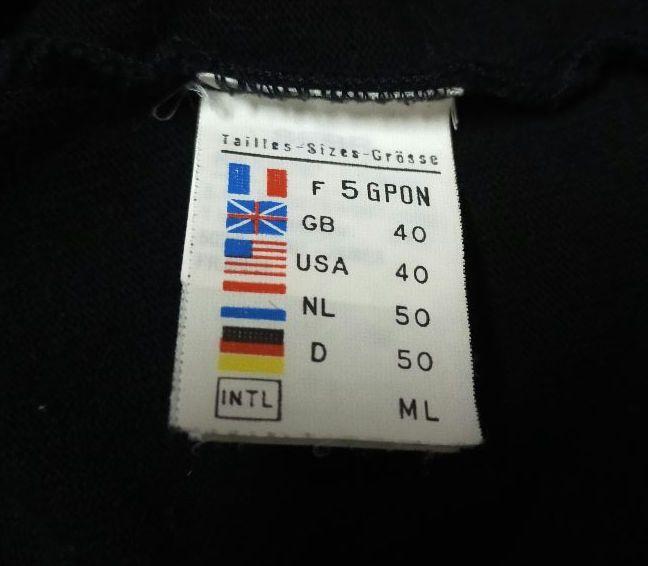 Tailles-Sizes-Grösse
F 5 GPON
GB 40
USA 40
NL 50
D 50
INTL ML